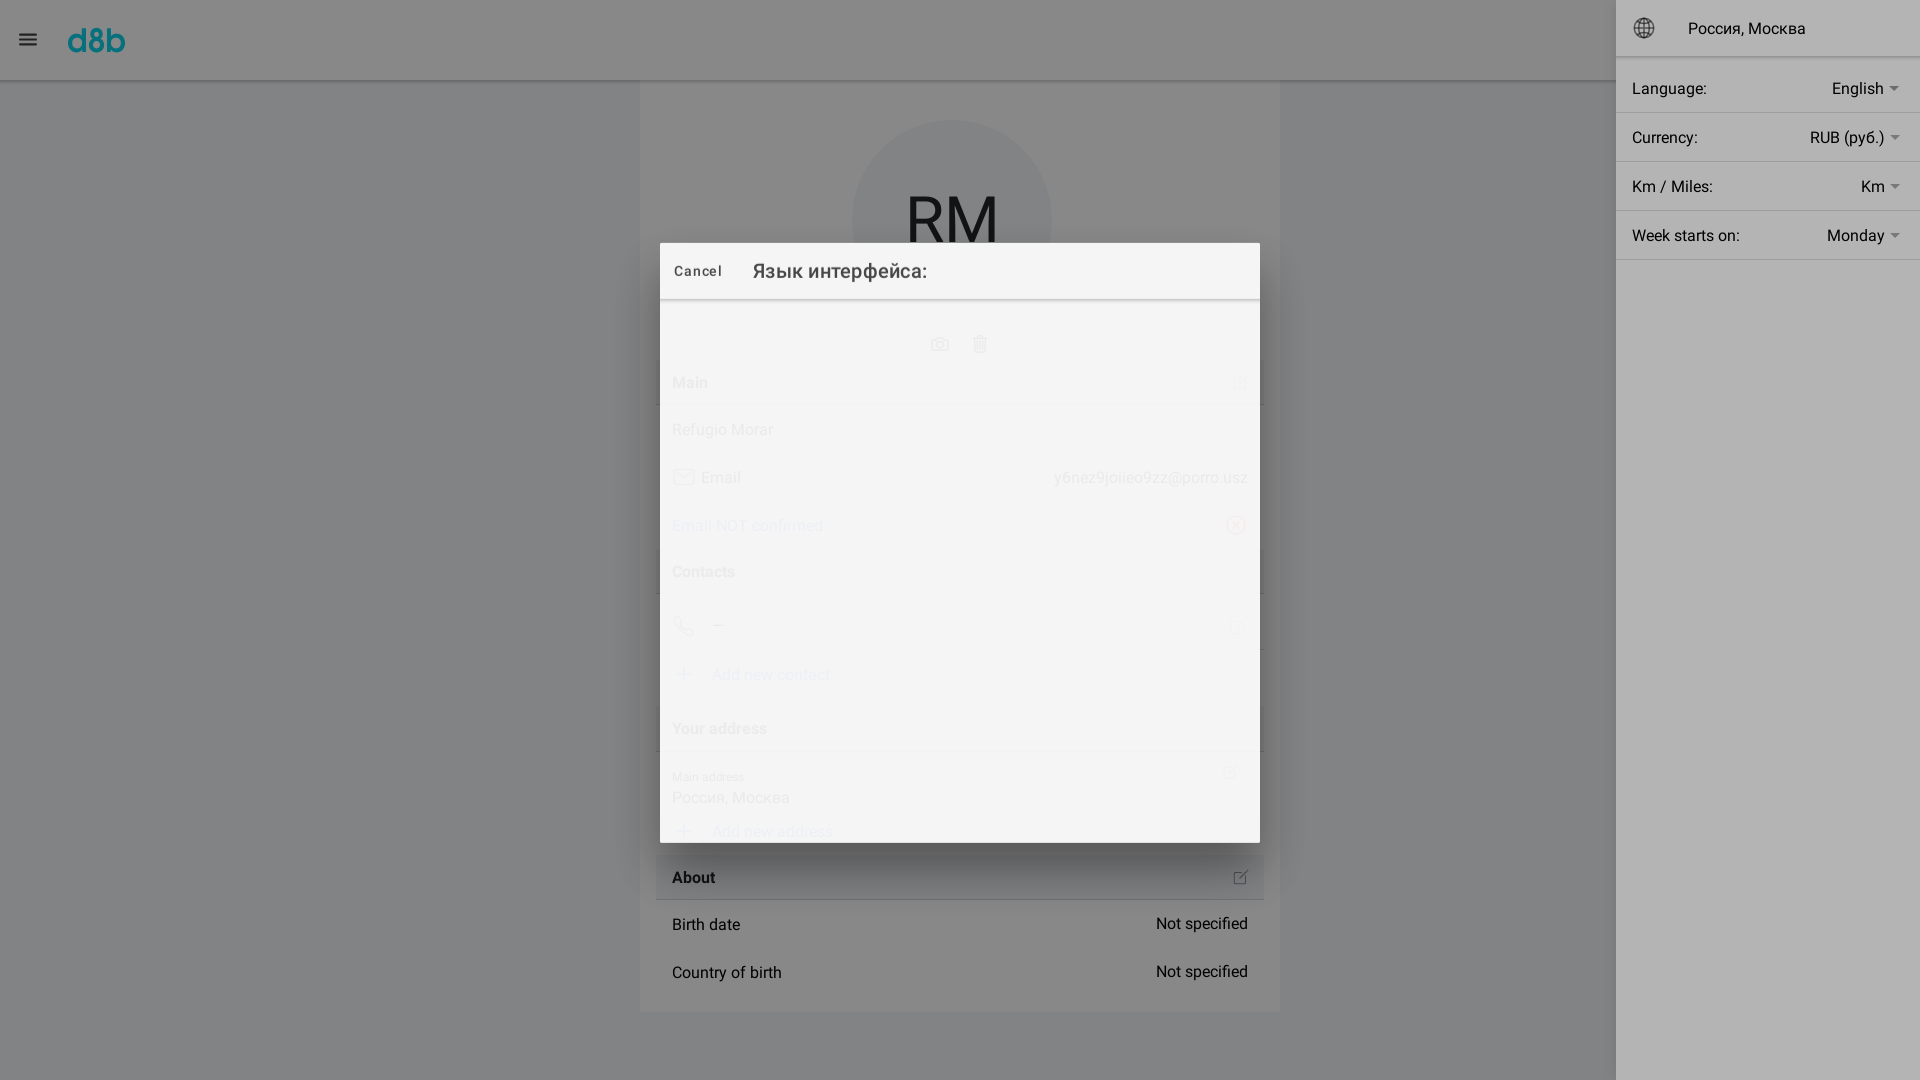 d8b
Россия, Москва
Language: English
Currency: RUB (руб.)
Km / Miles: Km
Week starts on: Monday
RM
Cancel Язык интерфейса:
Main
Refugio Morar
Email y6nez9joiieo9zz@porro.usz
Email NOT confirmed
Contacts
—
Add new contact
Your address
Main address
Россия, Москва
Add new address
About
Birth date Not specified
Country of birth Not specified